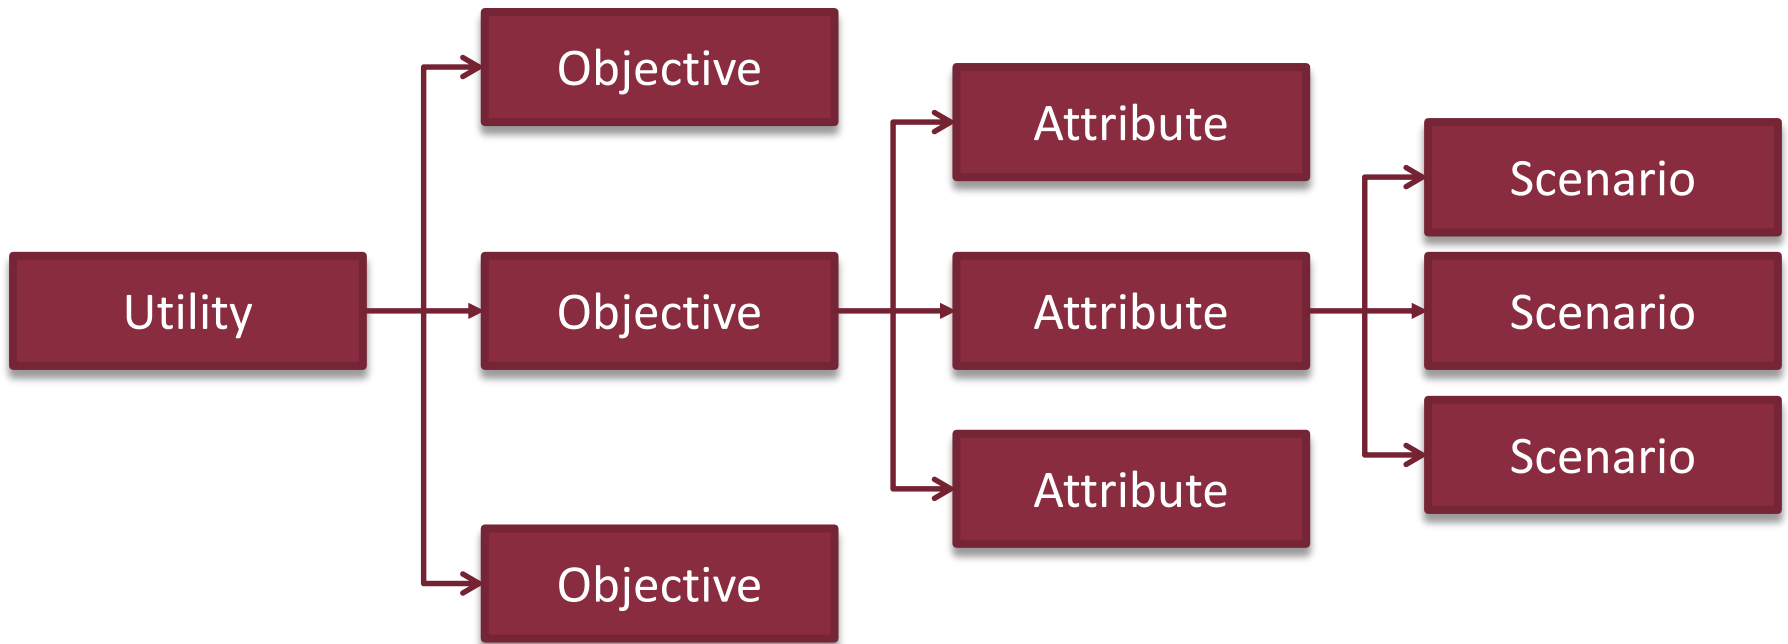 Utility
Objective
Objective
Objective
Attribute
Attribute
Attribute
Scenario
Scenario
Scenario